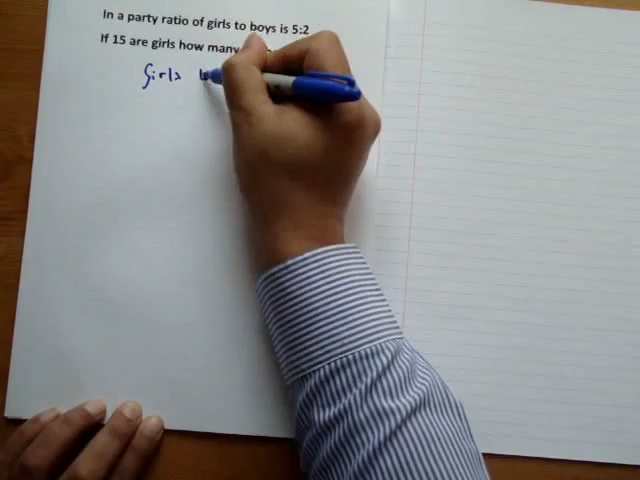 In a party ratio of girls to boys is 5:2
If 15 are girls how many
Girls b